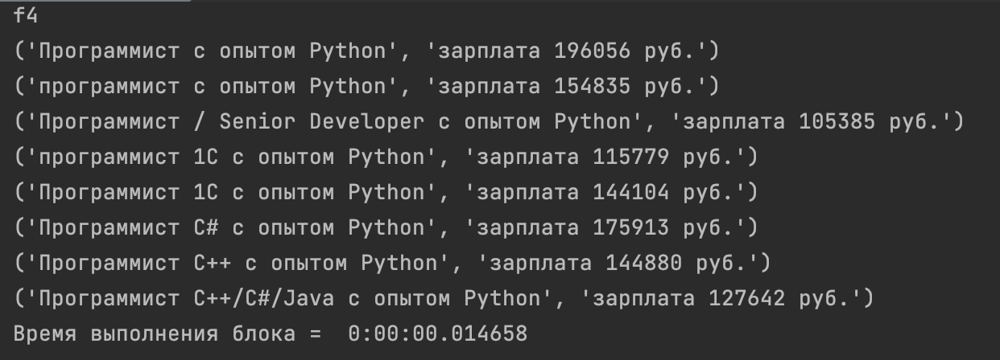 f4
('Программист с опытом Python', 'зарплата 196056 руб.')
('программист с опытом Python', 'зарплата 154835 руб.')
('Программист / Senior Developer с опытом Python', 'зарплата 105385 руб.')
('программист 1С с опытом Python', 'зарплата 115779 руб.')
('Программист 1С с опытом Python', 'зарплата 144104 руб.')
('Программист C# с опытом Python', 'зарплата 175913 руб.')
('Программист C++ с опытом Python', 'зарплата 144880 руб.')
('Программист C++/C#/Java с опытом Python', 'зарплата 127642 руб.')
Время выполнения блока =  0:00:00.014658